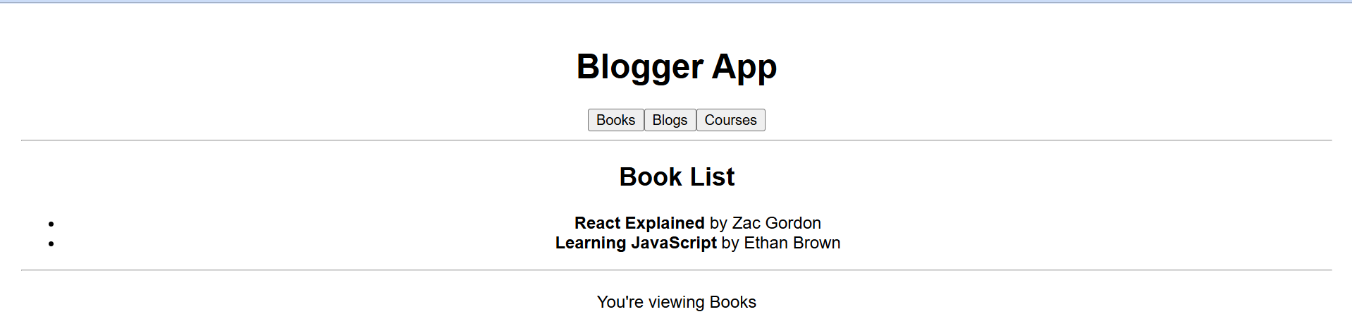 Blogger App
Books Blogs Courses
Book List
React Explained by Zac Gordon
Learning JavaScript by Ethan Brown
You're viewing Books